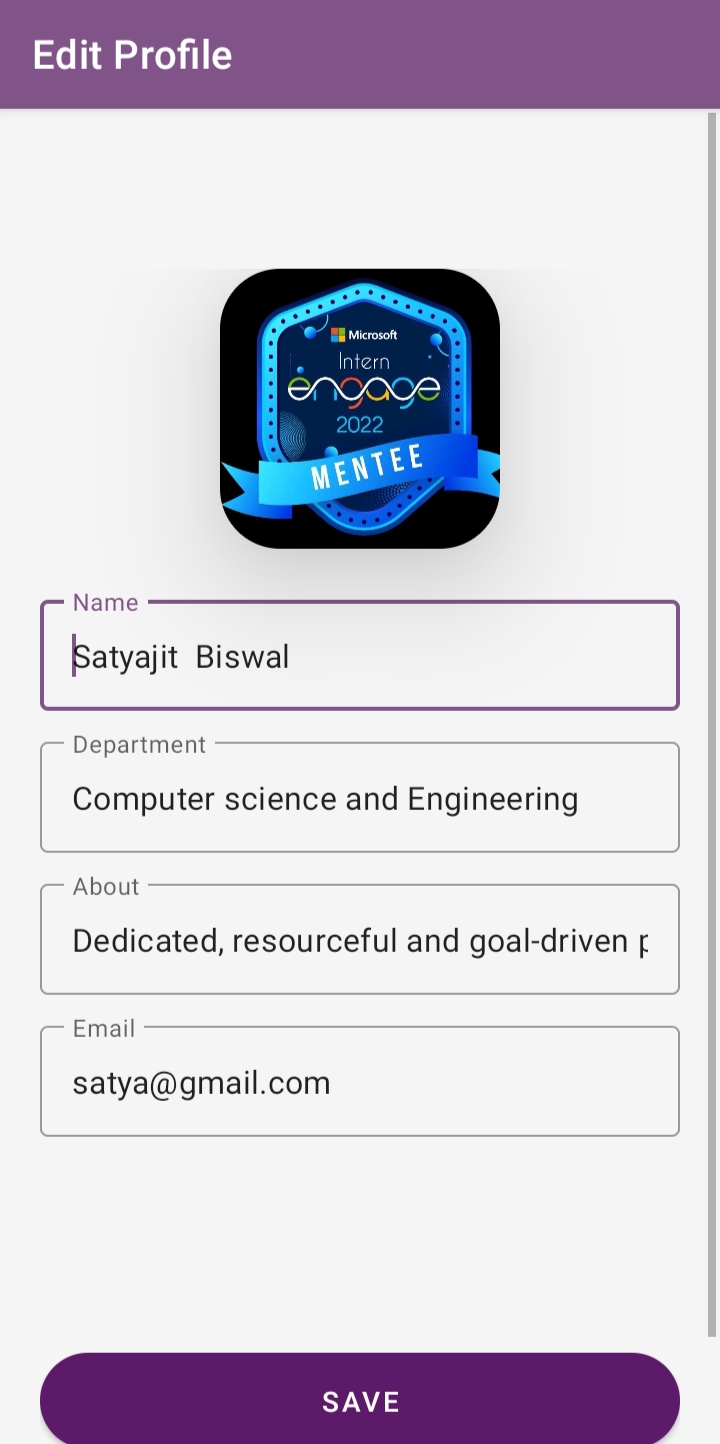 Edit Profile
Microsoft
Intern
engage
2022
MENTEE
Name
Satyajit  Biswal
Department
Computer science and Engineering
About
Dedicated, resourceful and goal-driven p
Email
satya@gmail.com
SAVE